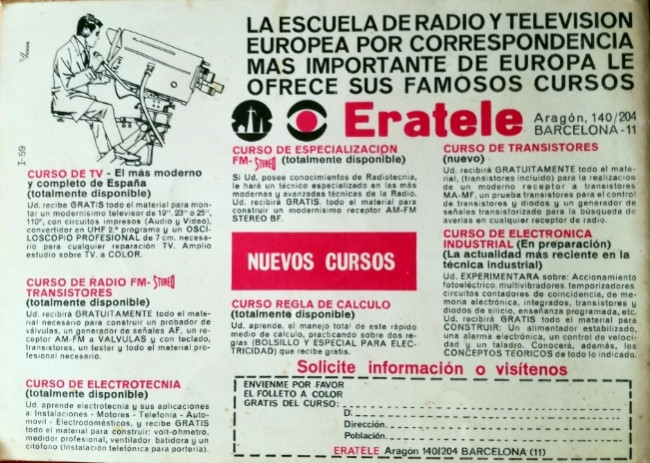 LA ESCUELA DE RADIO Y TELEVISION
EUROPEA POR CORRESPONDENCIA
MAS IMPORTANTE DE EUROPA LE
OFRECE SUS FAMOSOS CURSOS
Eratele
Aragón, 140/204
BARCELONA-11
I-59
CURSO DE TV - El más moderno
y completo de España
(totalmente disponible)
Ud. recibe GRATIS todo el material para mon-
tar un modernísimo televisor de 19", 23" ó 25",
110°, con circuitos impresos (Audio y Video),
convertidor en UHF 2.º programa y un OSCI-
LOSCOPIO PROFESIONAL de 7 cm. neces
rio para cualquier reparación TV. Amplio
estudio sobre TV. a COLOR.
CURSO DE RADIO FM-STEREO
TRANSISTORES
(totalmente disponible)
Ud. recibirá GRATUITAMENTE todo el mate-
rial necesario para construir un probador de
válvulas, un generador de señales AF, un re-
ceptor AM-FM a VALVULAS y con teclado,
transistores, un tester y todo el material pro-
fesional necesario.
CURSO DE ELECTROTECNIA
(totalmente disponible)
Ud. aprende electrotecnia y sus aplicaciones
a Instalaciones - Motores - Telefonía - Auto-
movil - Electrodomésticos, y recibe GRATIS
todo el material para construir: volt-ohmetro,
medidor profesional, ventilador batidora y un
citófono (Instalación telefónica para portería).
CURSO DE ESPECIALIZACION
FM-STEREO (totalmente disponible)
Si Ud. posee conocimientos de Radiotecnia,
le hará un técnico especializado en las más
modernas y avanzadas técnicas de la Radio.
Ud. recibirá GRATIS, todo el material para
construir un modernísimo receptor AM-FM
STEREO BF.
NUEVOS CURSOS
CURSO REGLA DE CALCULO
(totalmente disponible)
Ud. aprende, el manejo total de este rápido
medio de cálculo, practicando sobre dos re-
glas (BOLSILLO Y ESPECIAL PARA ELEC-
TRICIDAD) que recibe gratis.
CURSO DE TRANSISTORES
(nuevo)
Ud. recibirá GRATUITAMENTE todo el mate-
rial, (transistores incluido) para la realización
de un moderno receptor a transistores
MA-MF, un prueba transistores para el control
de transistores y diodos y un generador de
señales transistorizado para la búsqueda de
averías en cualquier receptor de radio.
CURSO DE ELECTRONICA
INDUSTRIAL (En preparación)
(La actualidad más reciente en la
técnica industrial)
Ud. EXPERIMENTARA sobre: Accionamiento
fotoeléctrico, multivibradores, temporizadores
circuitos contadores de coincidencia, de me-
moria electrónica, integrados, transistores y
diodos de silicio, enseñanza programada, etc.
Ud. recibirá GRATIS todo el material para
CONSTRUIR: Un alimentador estabilizado,
una alarma electrónica, un control de veloci-
dad y un taladro. Conocerá, además, los
CONCEPTOS TEORICOS de todo lo indicado.
Solicite información o visítenos
ENVIENME POR FAVOR
EL FOLLETO A COLOR
GRATIS DEL CURSO:
D.
Dirección
Población
ERATELE Aragón 140/204 BARCELONA (11)